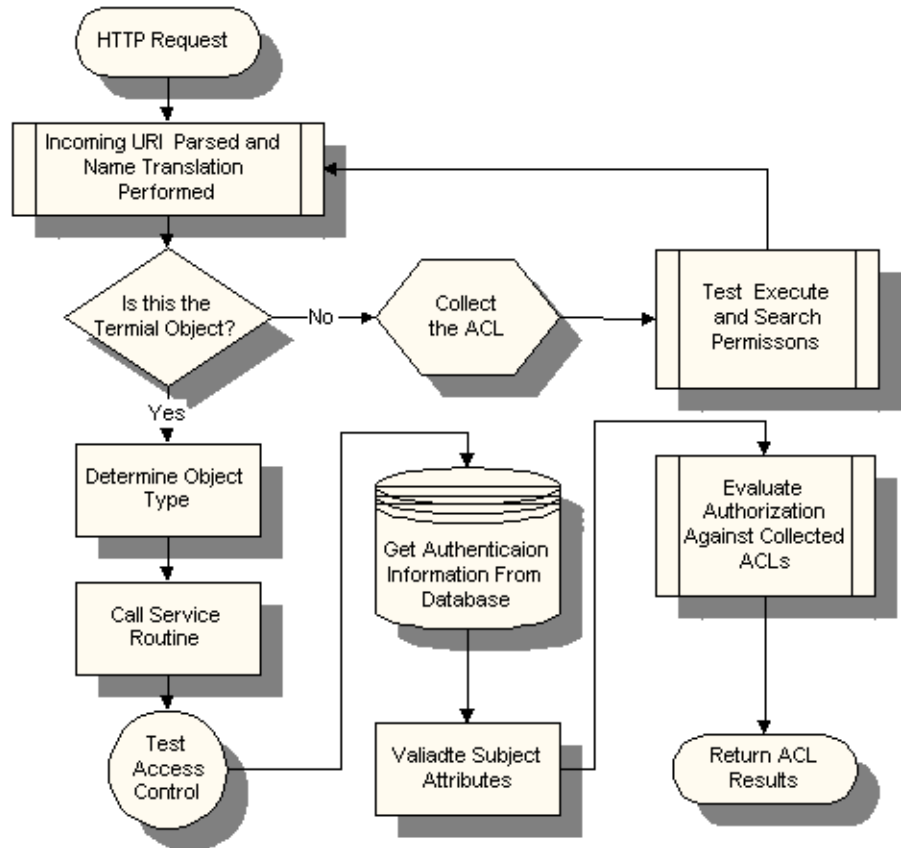 HTTP Request
Incoming URI Parsed and
Name Translation
Performed
Is this the
Termial Object?
No
Collect
the ACL
Test Execute
and Search
Permissons
Yes
Determine Object
Type
Call Service
Routine
Test
Access
Control
Get Authenticaion
Information From
Database
Valiadte Subject
Attributes
Evaluate
Authorization
Against Collected
ACLs
Return ACL
Results